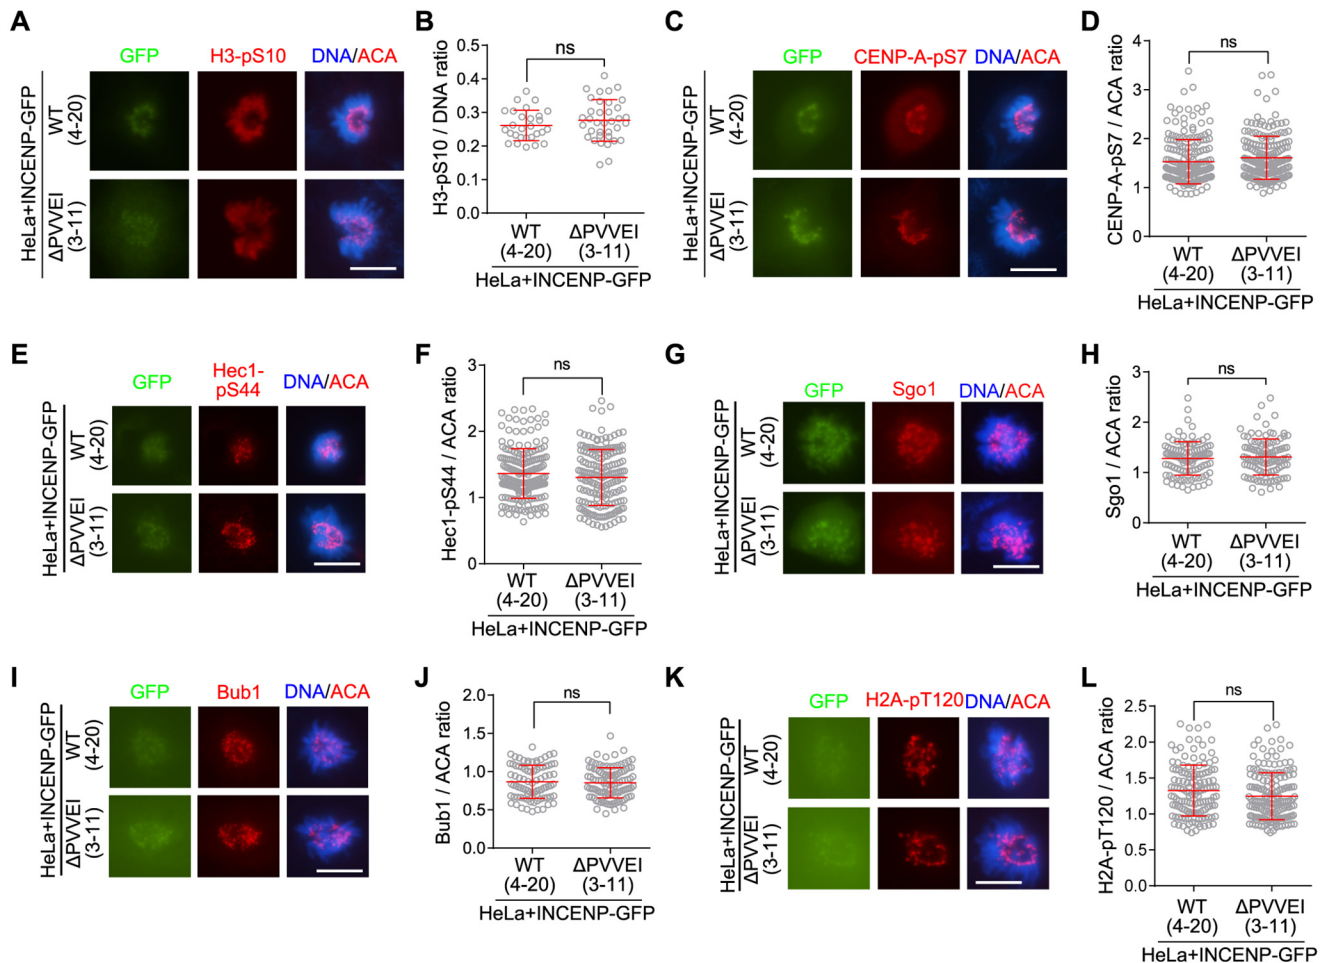 A
GFP
H3-pS10
DNA/ACA
HeLa+INCENP-GFP
WT
(4-20)
ΔPVVEI
(3-11)
B
H3-pS10 / DNA ratio
0.5
0.4
0.3
0.2
0.1
0.0
ns
WT
(4-20)
ΔPVVEI
(3-11)
HeLa+INCENP-GFP
C
GFP
CENP-A-pS7
DNA/ACA
HeLa+INCENP-GFP
WT
(4-20)
ΔPVVEI
(3-11)
D
CENP-A-pS7 / ACA ratio
4
3
2
1
0
ns
WT
(4-20)
ΔPVVEI
(3-11)
HeLa+INCENP-GFP
E
GFP
Hec1-
pS44
DNA/ACA
HeLa+INCENP-GFP
WT
(4-20)
ΔPVVEI
(3-11)
F
Hec1-pS44 / ACA ratio
3
2
1
0
ns
WT
(4-20)
ΔPVVEI
(3-11)
HeLa+INCENP-GFP
G
GFP
Sgo1
DNA/ACA
HeLa+INCENP-GFP
WT
(4-20)
ΔPVVEI
(3-11)
H
Sgo1 / ACA ratio
3
2
1
0
ns
WT
(4-20)
ΔPVVEI
(3-11)
HeLa+INCENP-GFP
I
GFP
Bub1
DNA/ACA
HeLa+INCENP-GFP
WT
(4-20)
ΔPVVEI
(3-11)
J
Bub1 / ACA ratio
2.0
1.5
1.0
0.5
0.0
ns
WT
(4-20)
ΔPVVEI
(3-11)
HeLa+INCENP-GFP
K
GFP
H2A-pT120
DNA/ACA
HeLa+INCENP-GFP
WT
(4-20)
ΔPVVEI
(3-11)
L
H2A-pT120 / ACA ratio
2.5
2.0
1.5
1.0
0.5
0.0
ns
WT
(4-20)
ΔPVVEI
(3-11)
HeLa+INCENP-GFP